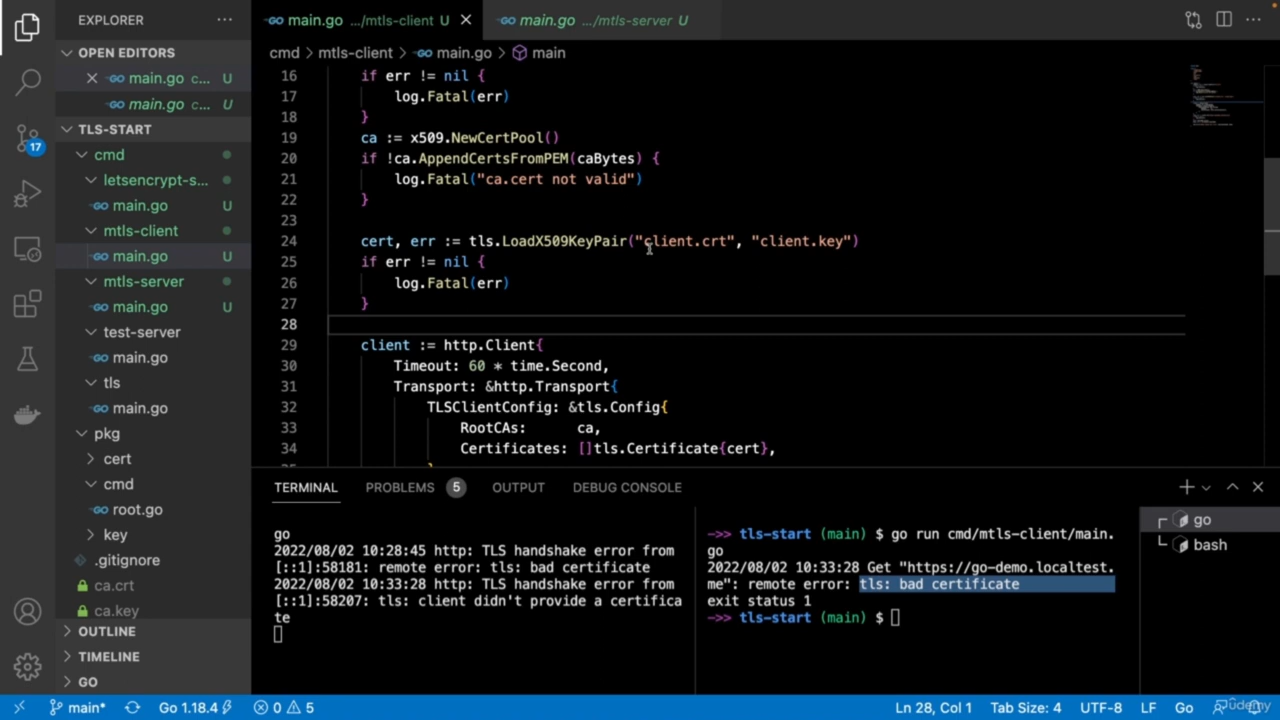 EXPLORER
OPEN EDITORS
main.go c... U
main.go c... U
TLS-START
cmd
letsencrypt-s...
main.go U
mtls-client
main.go U
mtls-server
main.go U
test-server
main.go
tls
main.go
pkg
cert
cmd
root.go
key
.gitignore
ca.crt
ca.key
OUTLINE
TIMELINE
GO
17
main.go .../mtls-client U
main.go .../mtls-server U
cmd > mtls-client > main.go > main
16 if err != nil {
17 log.Fatal(err)
18 }
19 ca := x509.NewCertPool()
20 if !ca.AppendCertsFromPEM(caBytes) {
21 log.Fatal("ca.cert not valid")
22 }
23
24 cert, err := tls.LoadX509KeyPair("client.crt", "client.key")
25 if err != nil {
26 log.Fatal(err)
27 }
28
29 client := http.Client{
30 Timeout: 60 * time.Second,
31 Transport: &http.Transport{
32 TLSClientConfig: &tls.Config{
33 RootCAs: ca,
34 Certificates: []tls.Certificate{cert},
35 }
TERMINAL PROBLEMS 5 OUTPUT DEBUG CONSOLE
go
2022/08/02 10:28:45 http: TLS handshake error from
[::1]:58181: remote error: tls: bad certificate
2022/08/02 10:33:28 http: TLS handshake error from
[::1]:58207: tls: client didn't provide a certifica
te
->> tls-start (main) $ go run cmd/mtls-client/main.
go
2022/08/02 10:33:28 Get "https://go-demo.localtest.
me": remote error: tls: bad certificate
exit status 1
->> tls-start (main) $
go
bash
main* Go 1.18.4 0 5 Ln 28, Col 1 Tab Size: 4 UTF-8 LF Go
Udemy